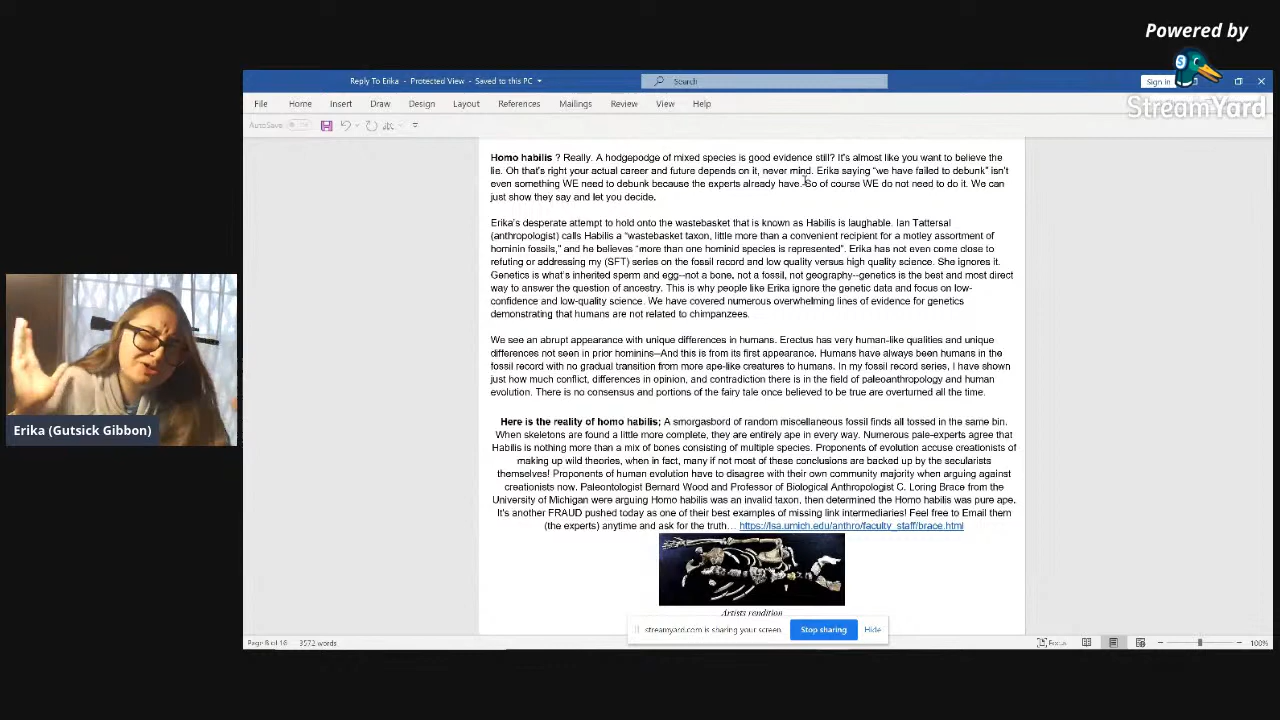 Powered by
StreamYard
Reply To Erika - Protected View - Saved to this PC
Search
Sign in
File Home Insert Draw Design Layout References Mailings Review View Help
AutoSave
Homo habilis ? Really. A hodgepodge of mixed species is good evidence still? It's almost like you want to believe the
lie. Oh that's right your actual career and future depends on it, never mind. Erika saying "we have failed to debunk" isn't
even something WE need to debunk because the experts already have. So of course WE do not need to do it. We can
just show they say and let you decide.
Erika's desperate attempt to hold onto the wastebasket that is known as Habilis is laughable. Ian Tattersal
(anthropologist) calls Habilis a "wastebasket taxon, little more than a convenient recipient for a motley assortment of
hominin fossils," and he believes "more than one hominid species is represented". Erika has not even come close to
refuting or addressing my (SFT) series on the fossil record and low quality versus high quality science. She ignores it.
Genetics is what's inherited sperm and egg--not a bone, not a fossil, not geography--genetics is the best and most direct
way to answer the question of ancestry. This is why people like Erika ignore the genetic data and focus on low-
confidence and low-quality science. We have covered numerous overwhelming lines of evidence for genetics
demonstrating that humans are not related to chimpanzees.
We see an abrupt appearance with unique differences in humans. Erectus has very human-like qualities and unique
differences not seen in prior hominins--And this is from its first appearance. Humans have always been humans in the
fossil record with no gradual transition from more ape-like creatures to humans. In my fossil record series, I have shown
just how much conflict, differences in opinion, and contradiction there is in the field of paleoanthropology and human
evolution. There is no consensus and portions of the fairy tale once believed to be true are overturned all the time.
Here is the reality of homo habilis; A smorgasbord of random miscellaneous fossil finds all tossed in the same bin.
When skeletons are found a little more complete, they are entirely ape in every way. Numerous pale-experts agree that
Habilis is nothing more than a mix of bones consisting of multiple species. Proponents of evolution accuse creationists of
making up wild theories, when in fact, many if not most of these conclusions are backed up by the secularists
themselves! Proponents of human evolution have to disagree with their own community majority when arguing against
creationists now. Paleontologist Bernard Wood and Professor of Biological Anthropologist C. Loring Brace from the
University of Michigan were arguing Homo habilis was an invalid taxon, then determined the Homo habilis was pure ape.
It's another FRAUD pushed today as one of their best examples of missing link intermediaries! Feel free to Email them
(the experts) anytime and ask for the truth... https://lsa.umich.edu/anthro/faculty_staff/brace.html
Artists rendition
streamyard.com is sharing your screen. Stop sharing Hide
Page 8 of 16 3572 words Focus 100%
Erika (Gutsick Gibbon)